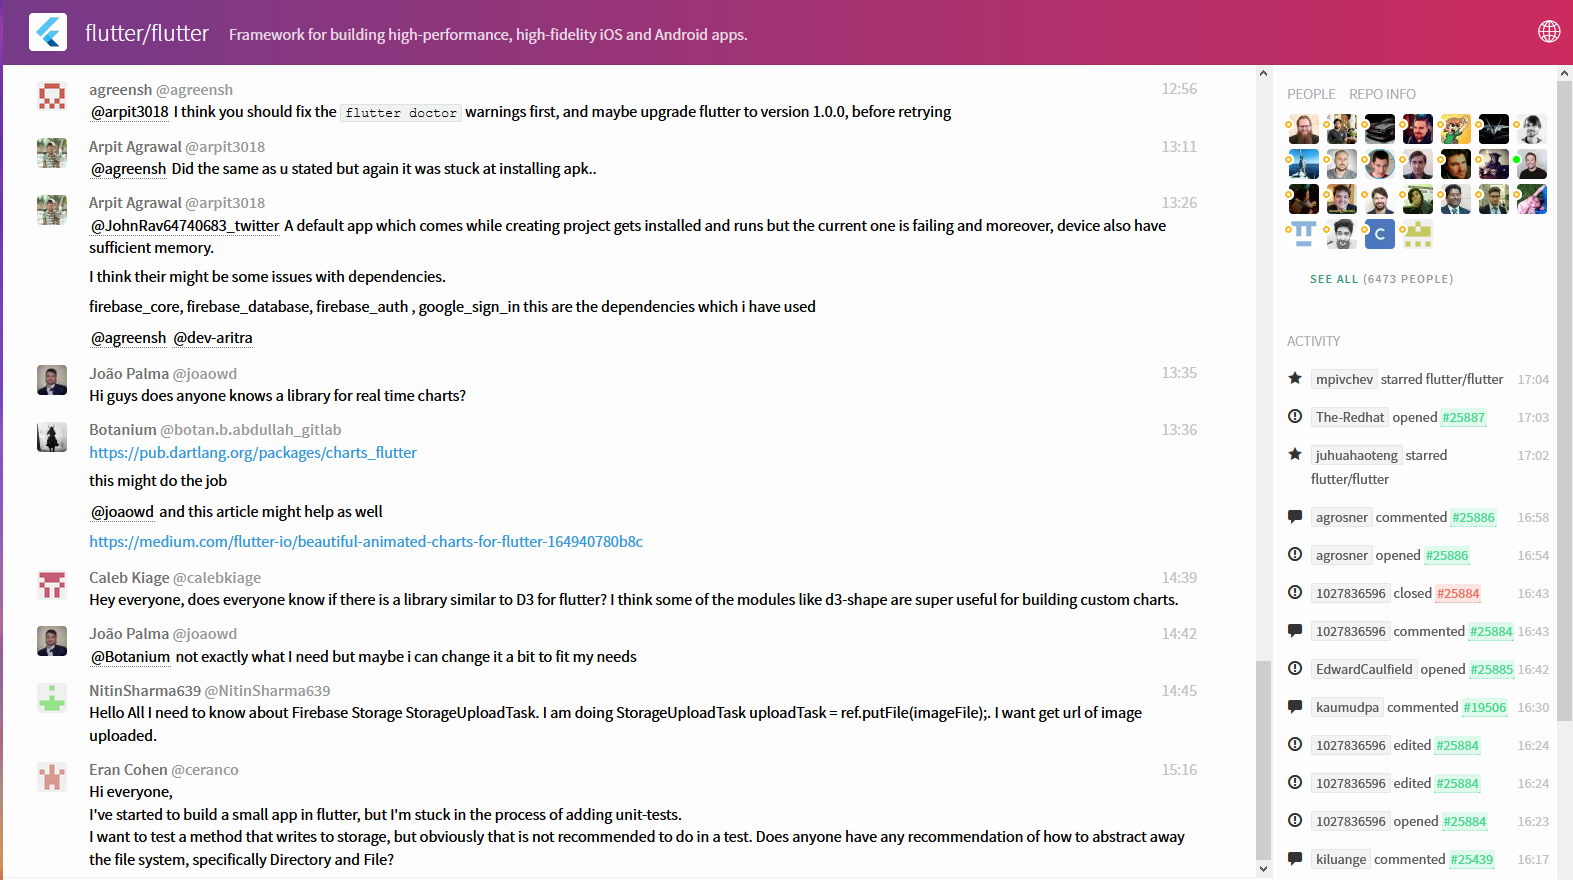 flutter/flutter Framework for building high-performance, high-fidelity iOS and Android apps.
agreensh @agreensh 12:56
@arpit3018 I think you should fix the flutter doctor warnings first, and maybe upgrade flutter to version 1.0.0, before retrying
Arpit Agrawal @arpit3018 13:11
@agreensh Did the same as u stated but again it was stuck at installing apk..
Arpit Agrawal @arpit3018 13:26
@JohnRav64740683_twitter A default app which comes while creating project gets installed and runs but the current one is failing and moreover, device also have
sufficient memory.
I think their might be some issues with dependencies.
firebase_core, firebase_database, firebase_auth , google_sign_in this are the dependencies which i have used
@agreensh @dev-aritra
João Palma @joaowd 13:35
Hi guys does anyone knows a library for real time charts?
Botanium @botan.b.abdullah_gitlab 13:36
https://pub.dartlang.org/packages/charts_flutter
this might do the job
@joaowd and this article might help as well
https://medium.com/flutter-io/beautiful-animated-charts-for-flutter-164940780b8c
Caleb Kiage @calebkiage 14:39
Hey everyone, does everyone know if there is a library similar to D3 for flutter? I think some of the modules like d3-shape are super useful for building custom charts.
João Palma @joaowd 14:42
@Botanium not exactly what I need but maybe i can change it a bit to fit my needs
NitinSharma639 @NitinSharma639 14:45
Hello All I need to know about Firebase Storage StorageUploadTask. I am doing StorageUploadTask uploadTask = ref.putFile(imageFile);. I want get url of image
uploaded.
Eran Cohen @ceranco 15:16
Hi everyone,
I've started to build a small app in flutter, but I'm stuck in the process of adding unit-tests.
I want to test a method that writes to storage, but obviously that is not recommended to do in a test. Does anyone have any recommendation of how to abstract away
the file system, specifically Directory and File?
PEOPLE REPO INFO
C
SEE ALL (6473 PEOPLE)
ACTIVITY
mpivchev starred flutter/flutter 17:04
The-Redhat opened #25887 17:03
juhuahaoteng starred 17:02
flutter/flutter
agrosner commented #25886 16:58
agrosner opened #25886 16:54
1027836596 closed #25884 16:43
1027836596 commented #25884 16:43
EdwardCaulfield opened #25885 16:42
kaumudpa commented #19506 16:30
1027836596 edited #25884 16:24
1027836596 edited #25884 16:24
1027836596 opened #25884 16:23
kiluange commented #25439 16:17